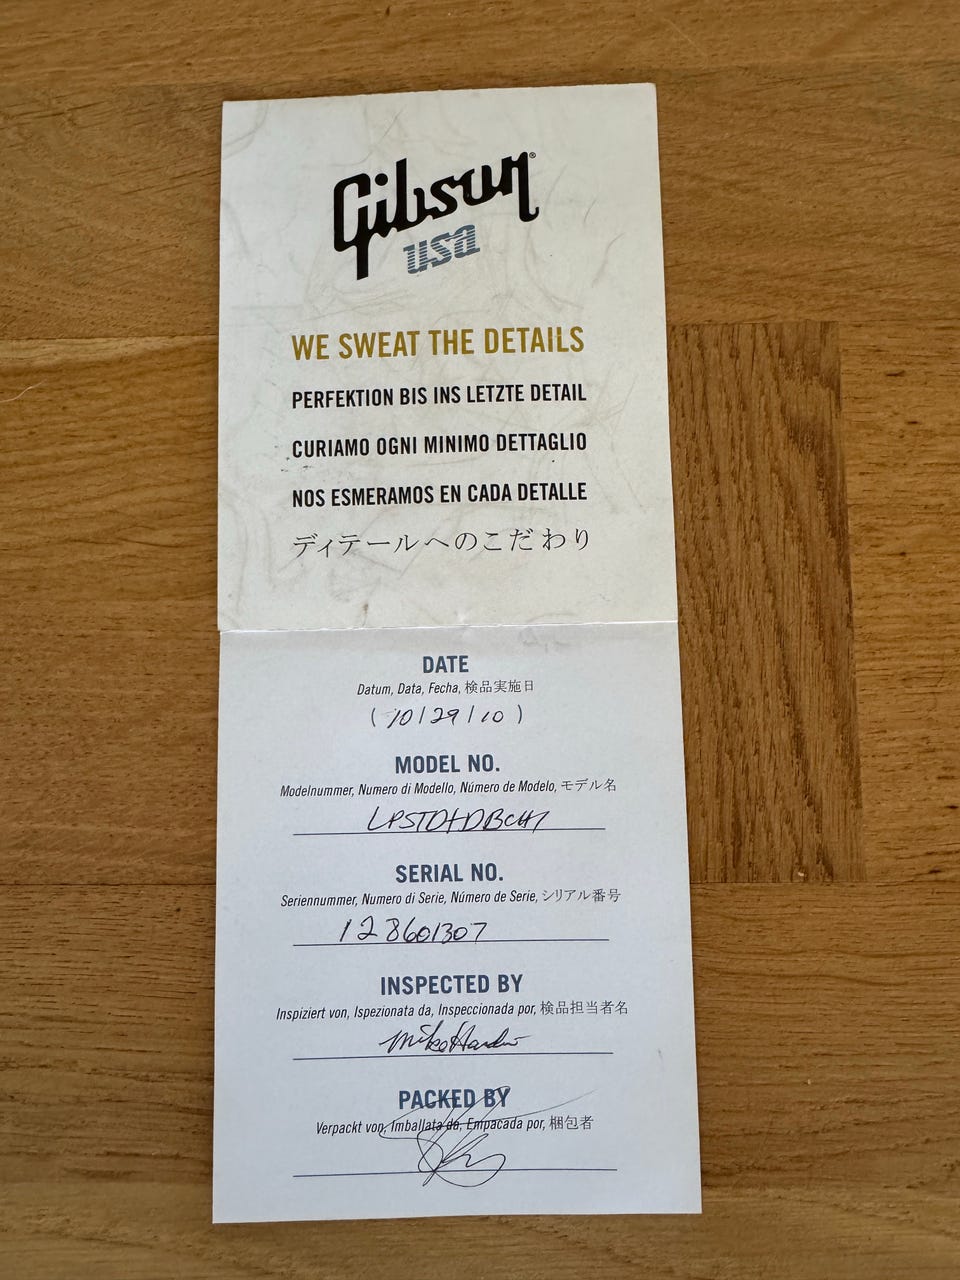 Gibson®
usa
WE SWEAT THE DETAILS
PERFEKTION BIS INS LETZTE DETAIL
CURIAMO OGNI MINIMO DETTAGLIO
NOS ESMERAMOS EN CADA DETALLE
ディテールへのこだわり
DATE
Datum, Data, Fecha, 検品実施日
(10/29/10)
MODEL NO.
Modelnummer, Numero di Modello, Número de Modelo, モデル名
LPSTD+DBCH1
SERIAL NO.
Seriennummer, Numero di Serie, Número de Serie, シリアル番号
128601307
INSPECTED BY
Inspiziert von, Ispezionata da, Inspeccionada por, 検品担当者名
Mike
PACKED BY
Verpackt von, Imballata da, Empacada por, 梱包者